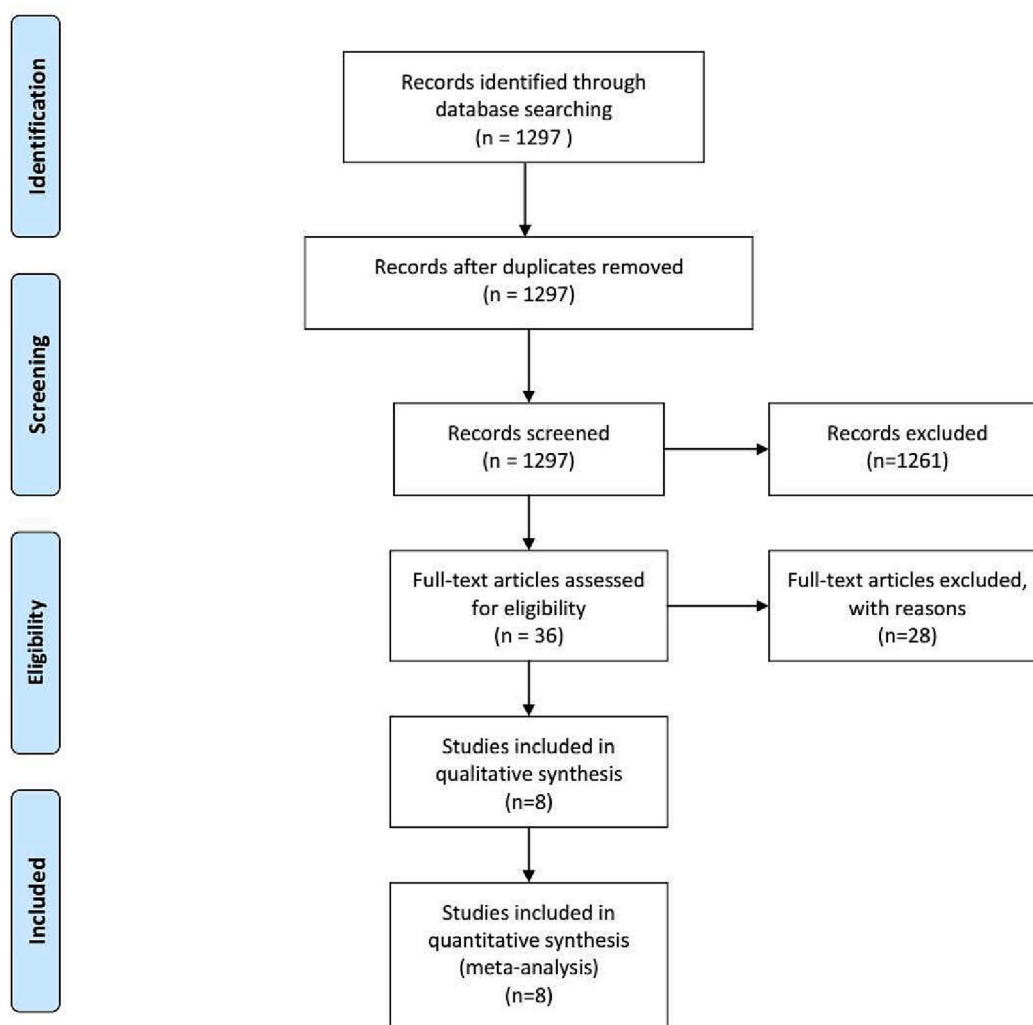 Identification
Records identified through
database searching
(n = 1297 )
Records after duplicates removed
(n = 1297)
Screening
Records screened
(n = 1297)
Records excluded
(n=1261)
Eligibility
Full-text articles assessed
for eligibility
(n = 36)
Full-text articles excluded,
with reasons
(n=28)
Studies included in
qualitative synthesis
(n=8)
Included
Studies included in
quantitative synthesis
(meta-analysis)
(n=8)